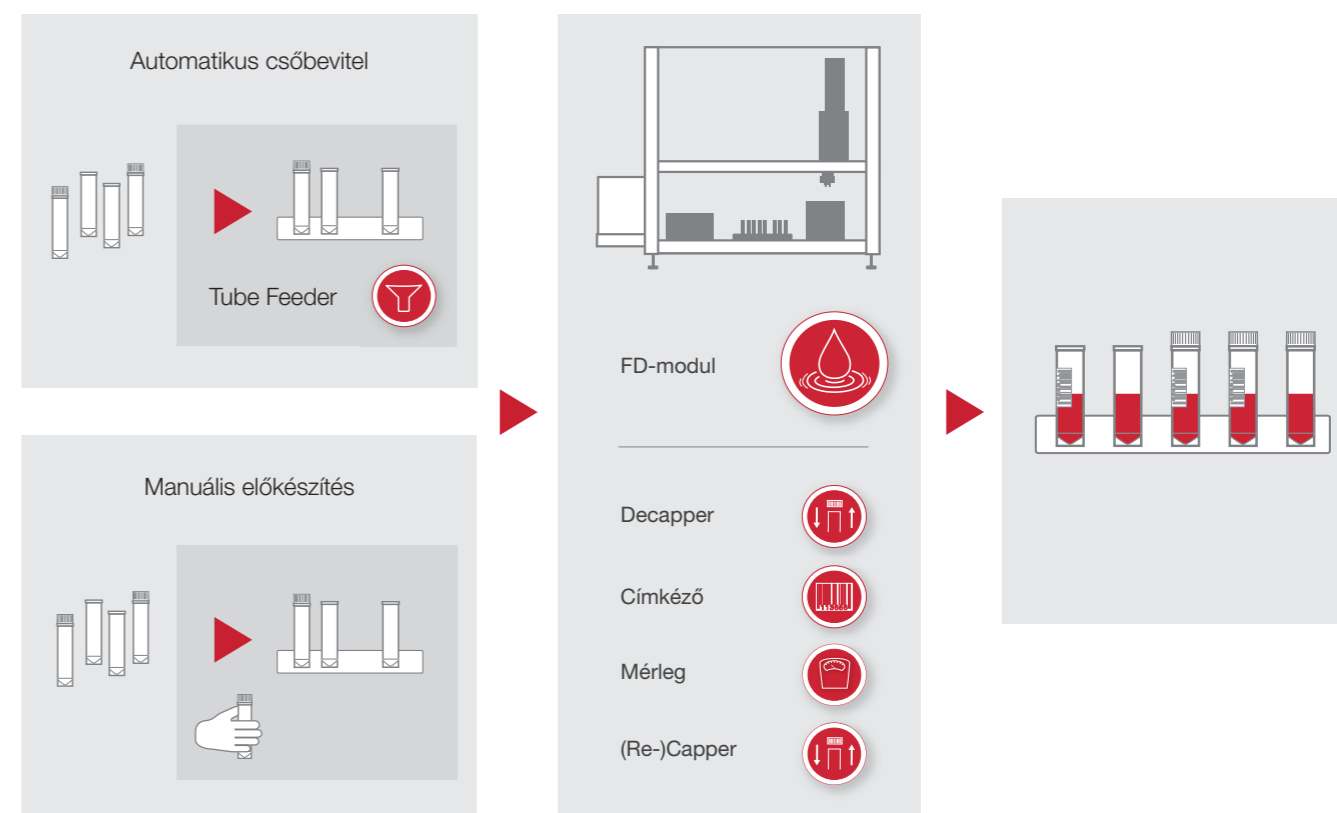 Automatikus csőbevitel
Tube Feeder
Manuális előkészítés
FD-modul
Decapper
Címkéző
Mérleg
(Re-)Capper